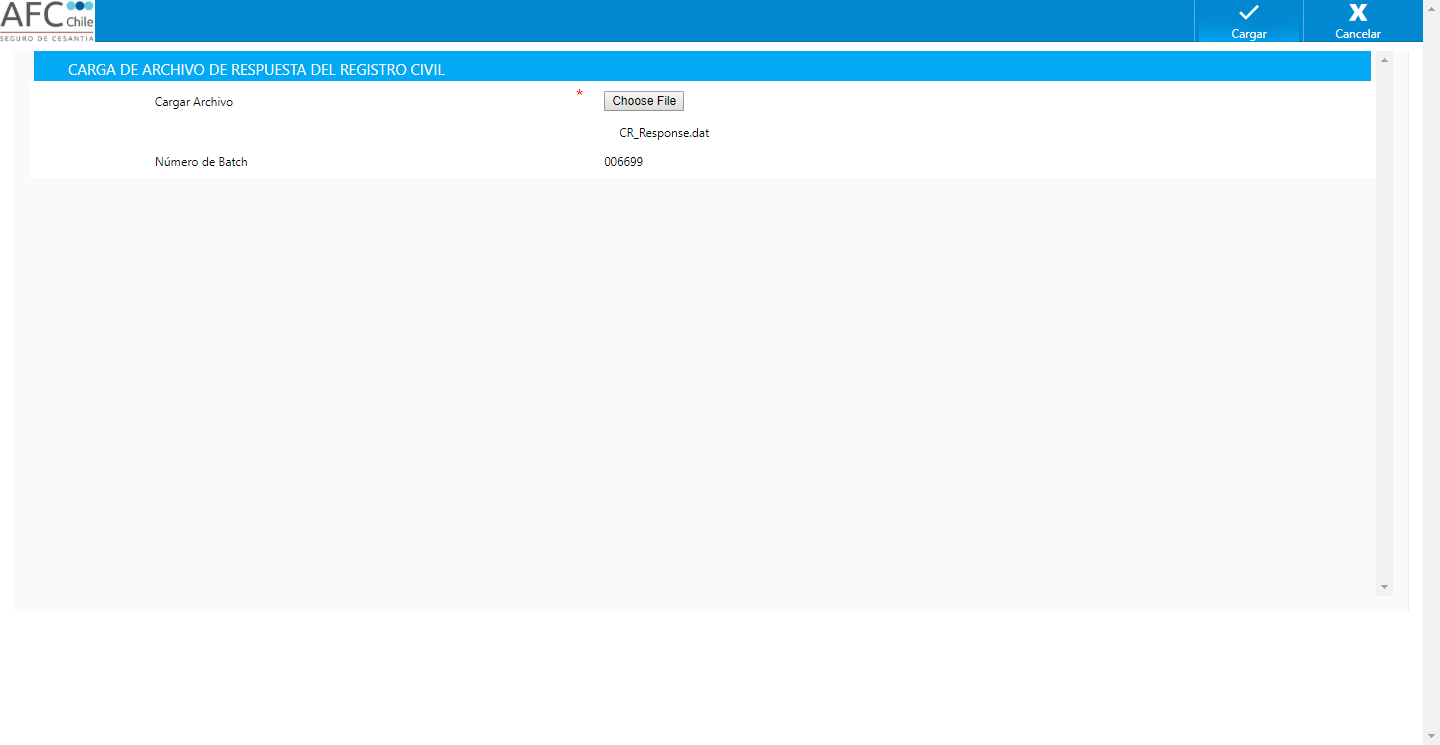 AFC Chile
SEGURO DE CESANTIA
Cargar
Cancelar
CARGA DE ARCHIVO DE RESPUESTA DEL REGISTRO CIVIL
Cargar Archivo * Choose File
CR_Response.dat
Número de Batch 006699